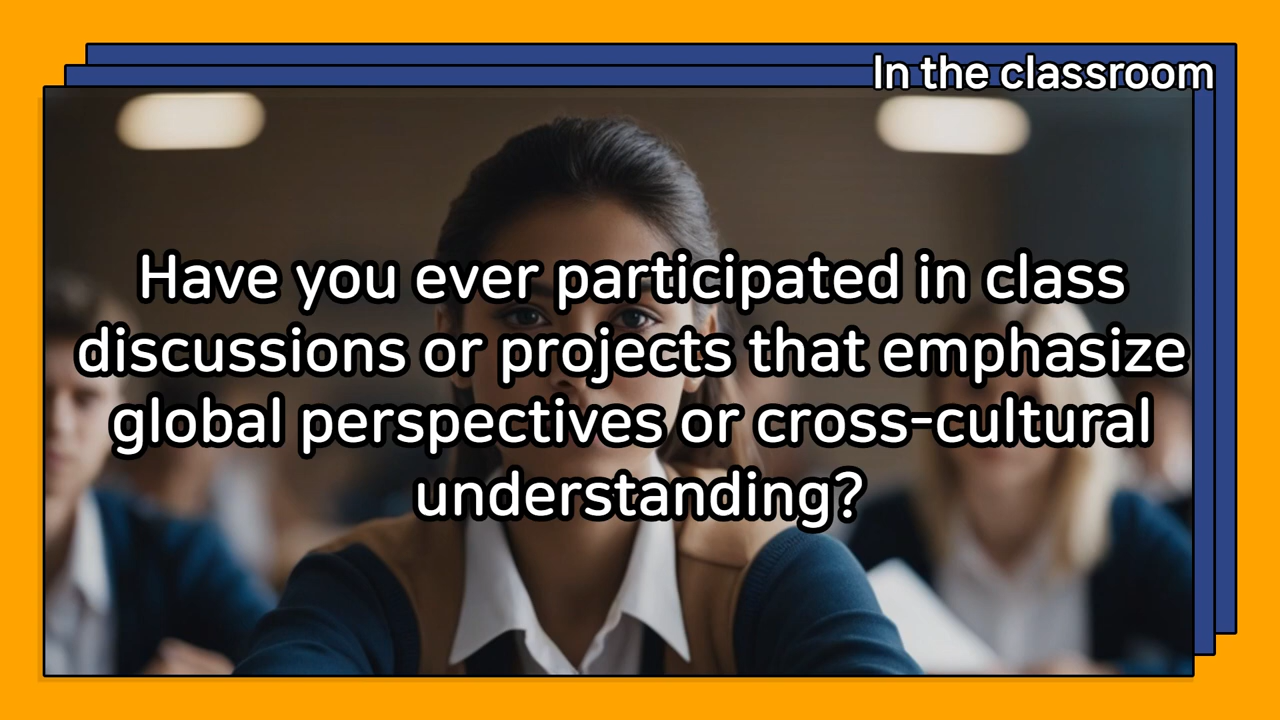 In the classroom
Have you ever participated in class
discussions or projects that emphasize
global perspectives or cross-cultural
understanding?